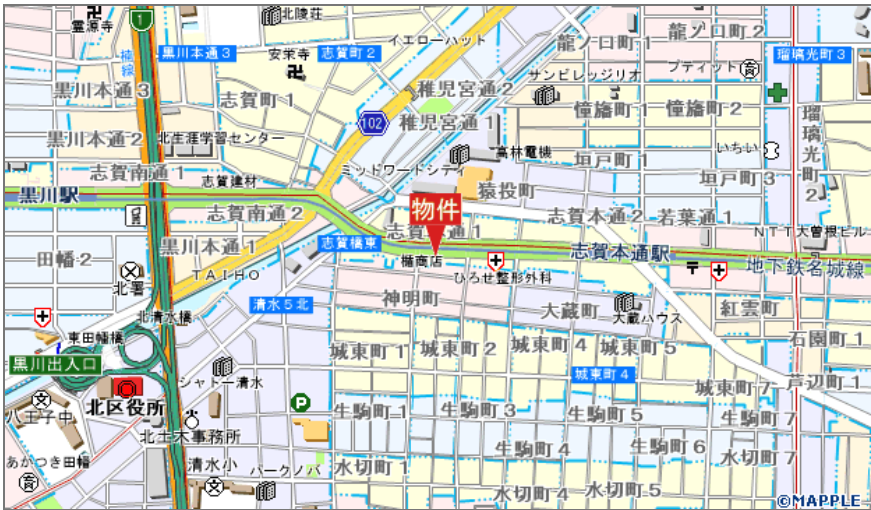 北陵荘
霊源寺
1
黒川本通3
安栄寺
志賀町2
イエローハット
龍ノ口町1
龍ノ口町2
瑠璃光町3
プティット
サンビレッジリオ
黒川本通3
志賀町1
稚児宮通2
102
稚児宮通1
憧旛町1
憧旛町2
瑠璃光町2
黒川本通2
北生涯学習センター
高林電機
いちい
垣戸町1
ミッドワードシティ
志賀南通1
志賀建材
垣戸町3
猿投町
黒川駅
物件
志賀南通2
志賀本通1
志賀本通2
若葉通1
NTT大曽根ビル
黒川本通1
志賀橋東
志賀本通駅
田幡2
楯商店
地下鉄名城線
TAIHO
ひろせ整形外科
北署
清水5北
神明町
大蔵町
大蔵ハウス
紅雲町
北清水橋
東田幡橋
石園町1
城東町1
城東町2
城東町4
城東町5
黒川出入口
シャトー清水
城東町4
城東町7
芦辺町1
北区役所
P
八王子中
生駒町1
生駒町3
生駒町5
生駒町7
北土木事務所
生駒町4
生駒町6
あかつき田幡
清水小
パークノバ
水切町1
水切町7
水切町4
水切町5
©MAPPLE